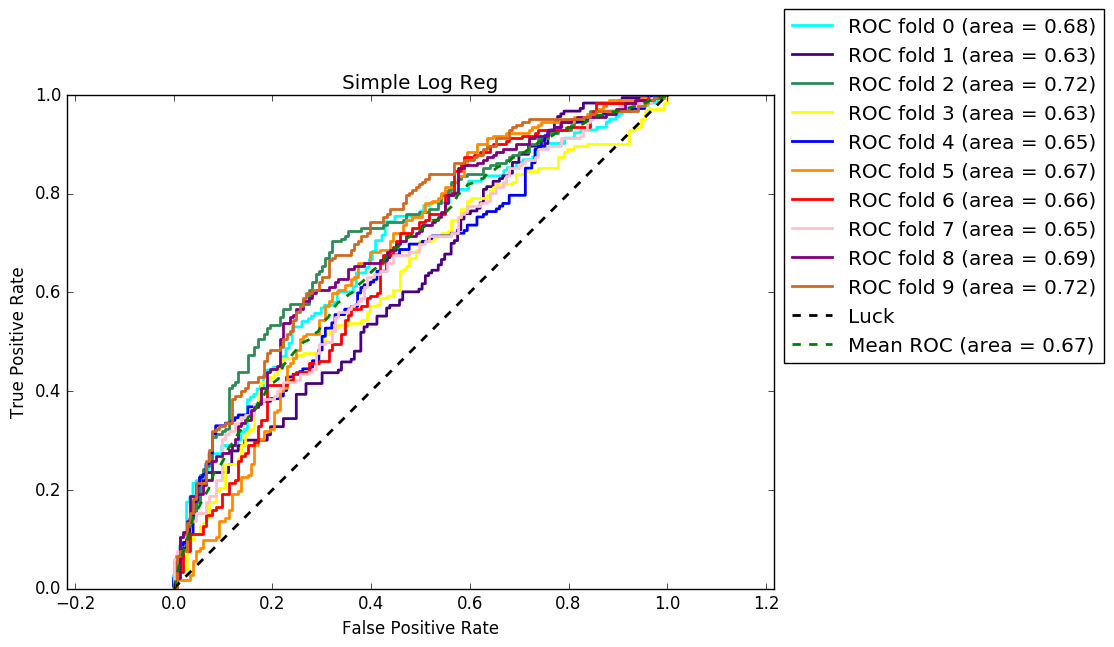 Simple Log Reg
1.0
0.8
0.6
0.4
0.2
0.0
True Positive Rate
−0.2 0.0 0.2 0.4 0.6 0.8 1.0 1.2
False Positive Rate
ROC fold 0 (area = 0.68)
ROC fold 1 (area = 0.63)
ROC fold 2 (area = 0.72)
ROC fold 3 (area = 0.63)
ROC fold 4 (area = 0.65)
ROC fold 5 (area = 0.67)
ROC fold 6 (area = 0.66)
ROC fold 7 (area = 0.65)
ROC fold 8 (area = 0.69)
ROC fold 9 (area = 0.72)
Luck
Mean ROC (area = 0.67)